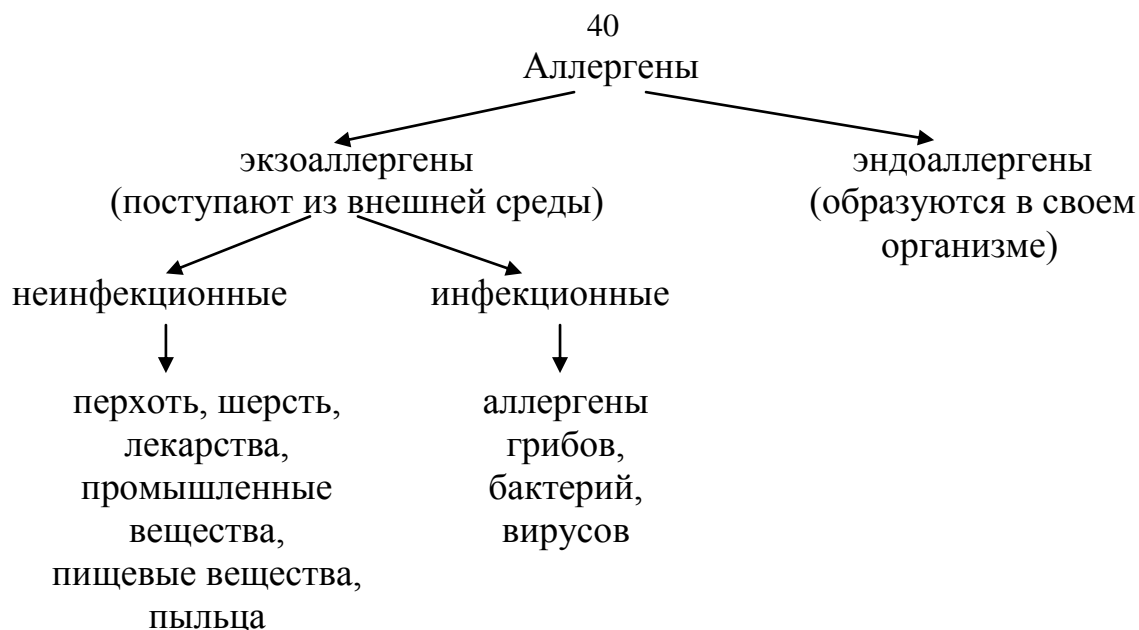 40
Аллергены
экзоаллергены
(поступают из внешней среды)
эндоаллергены
(образуются в своем
организме)
неинфекционные
инфекционные
перхоть, шерсть,
лекарства,
промышленные
вещества,
пищевые вещества,
пыльца
аллергены
грибов,
бактерий,
вирусов